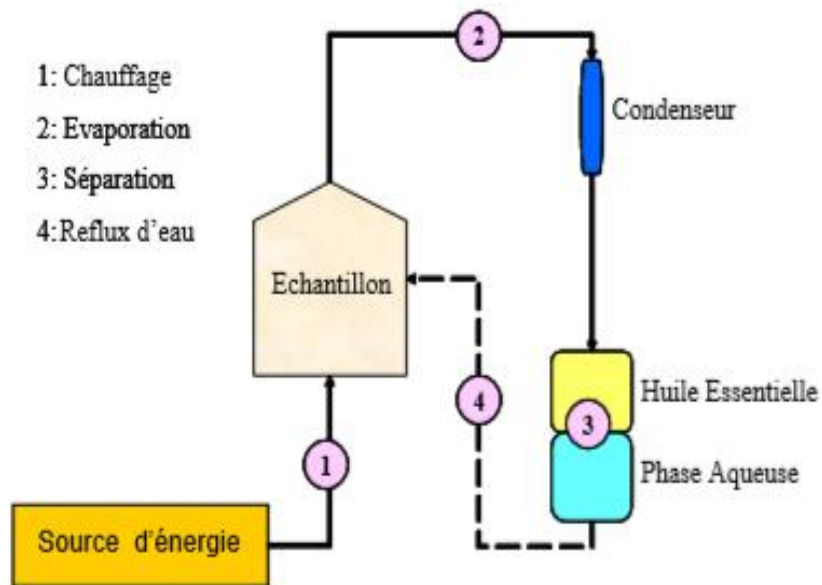 1: Chauffage
2: Evaporation
3: Séparation
4: Reflux d'eau
2
Condenseur
Echantillon
Huile Essentielle
3
4
Phase Aqueuse
1
Source d'énergie